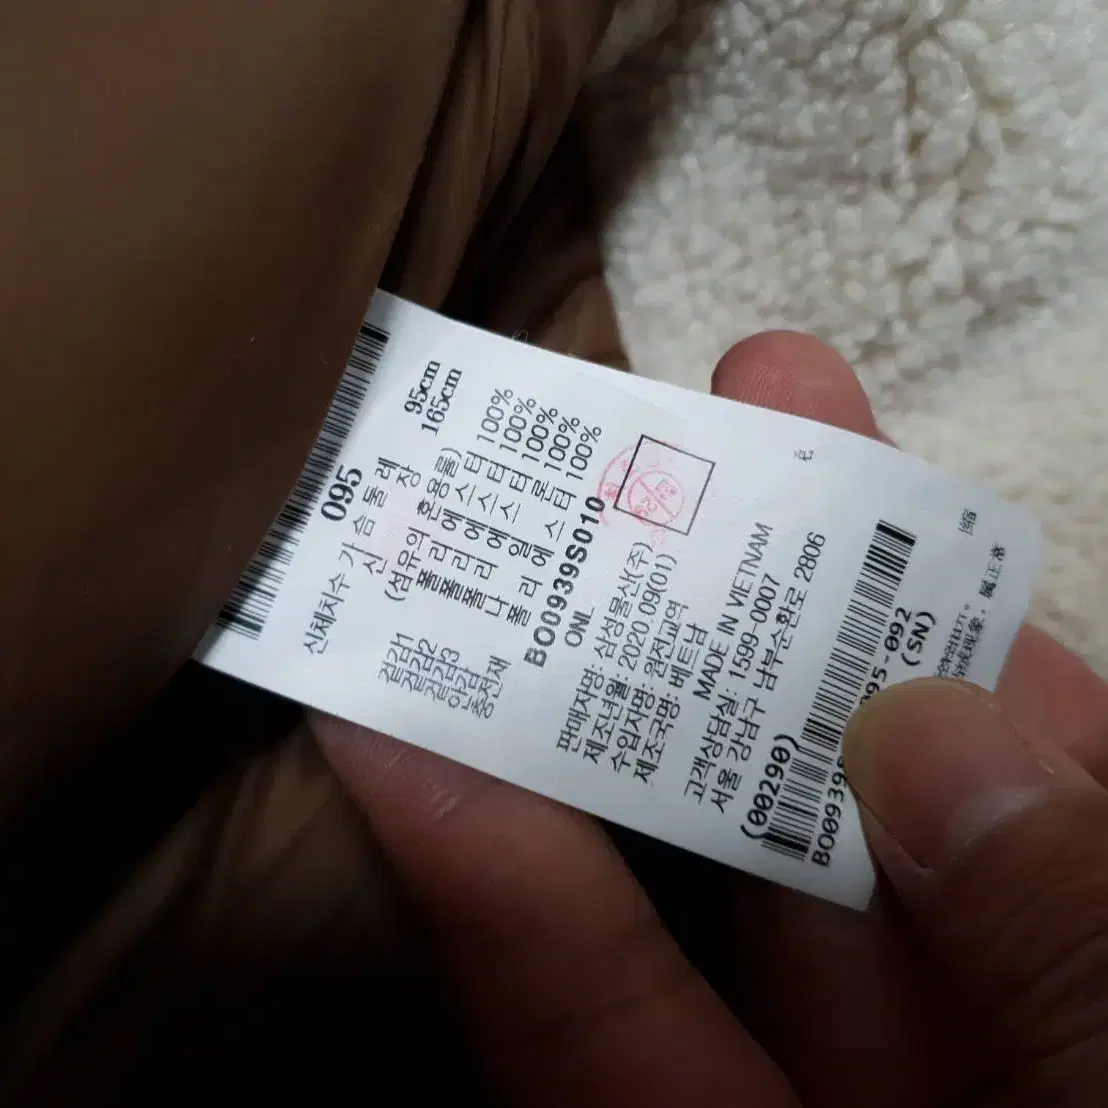 신체치수 095
가슴둘레 95cm
신장 165cm
(섬유의 혼용률)
겉감1 폴리에스터 100%
겉감2 폴리에스터 100%
겉감3 폴리에스터 100%
안감 나일론 100%
충전재 폴리에스터 100%
BO0939S010
ONL
판매자명: 삼성물산(주)
제조년월: 2020.09(01)
수입자명: 원진교역
제조국명: 베트남
MADE IN VIETNAM
고객상담실: 1599-0007
서울 강남구 남부순환로 2806
(00290) (SN)